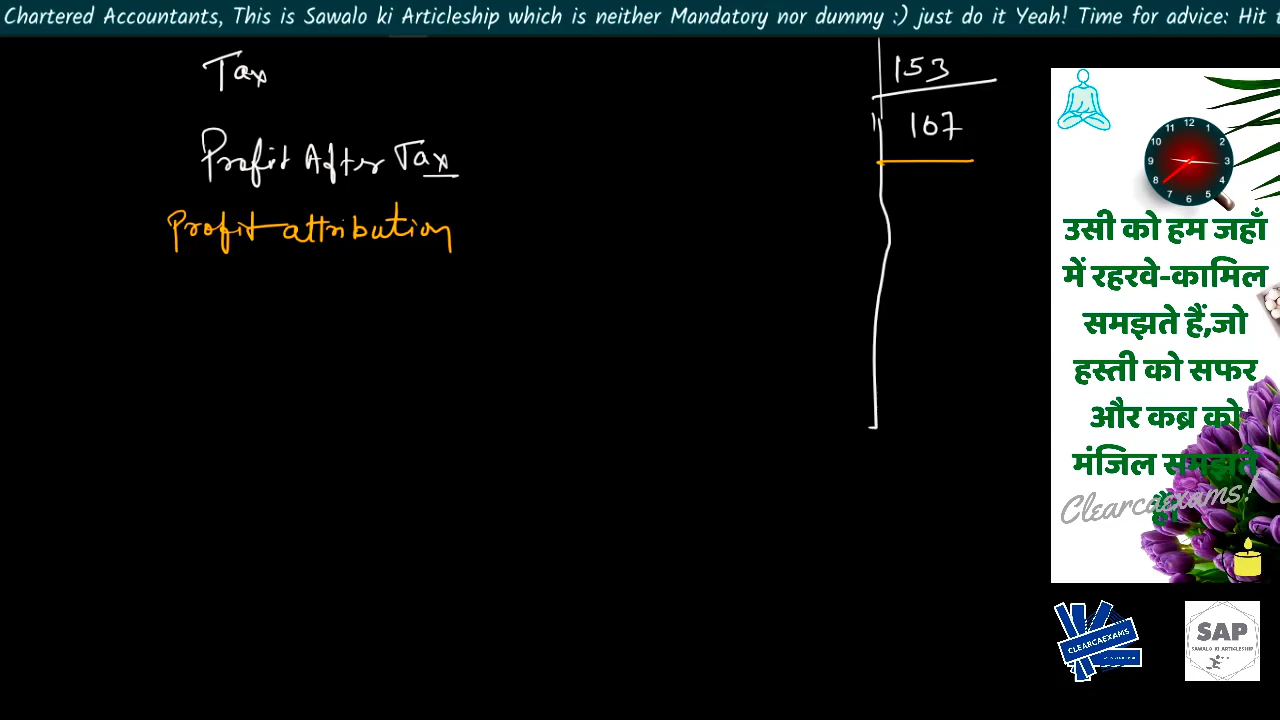 Chartered Accountants, This is Sawalo ki Articleship which is neither Mandatory nor dummy :) just do it Yeah! Time for advice: Hit
Tax 153
Profit After Tax 107
Profit attribution
उसी को हम जहाँ
में रहरवे-कामिल
समझते हैं,जो
हस्ती को सफर
और कब्र को
मंजिल समझते
हैं।
Clearcaexams!
CLEARCAEXAMS
SAP
SAWALO KI ARTICLESHIP